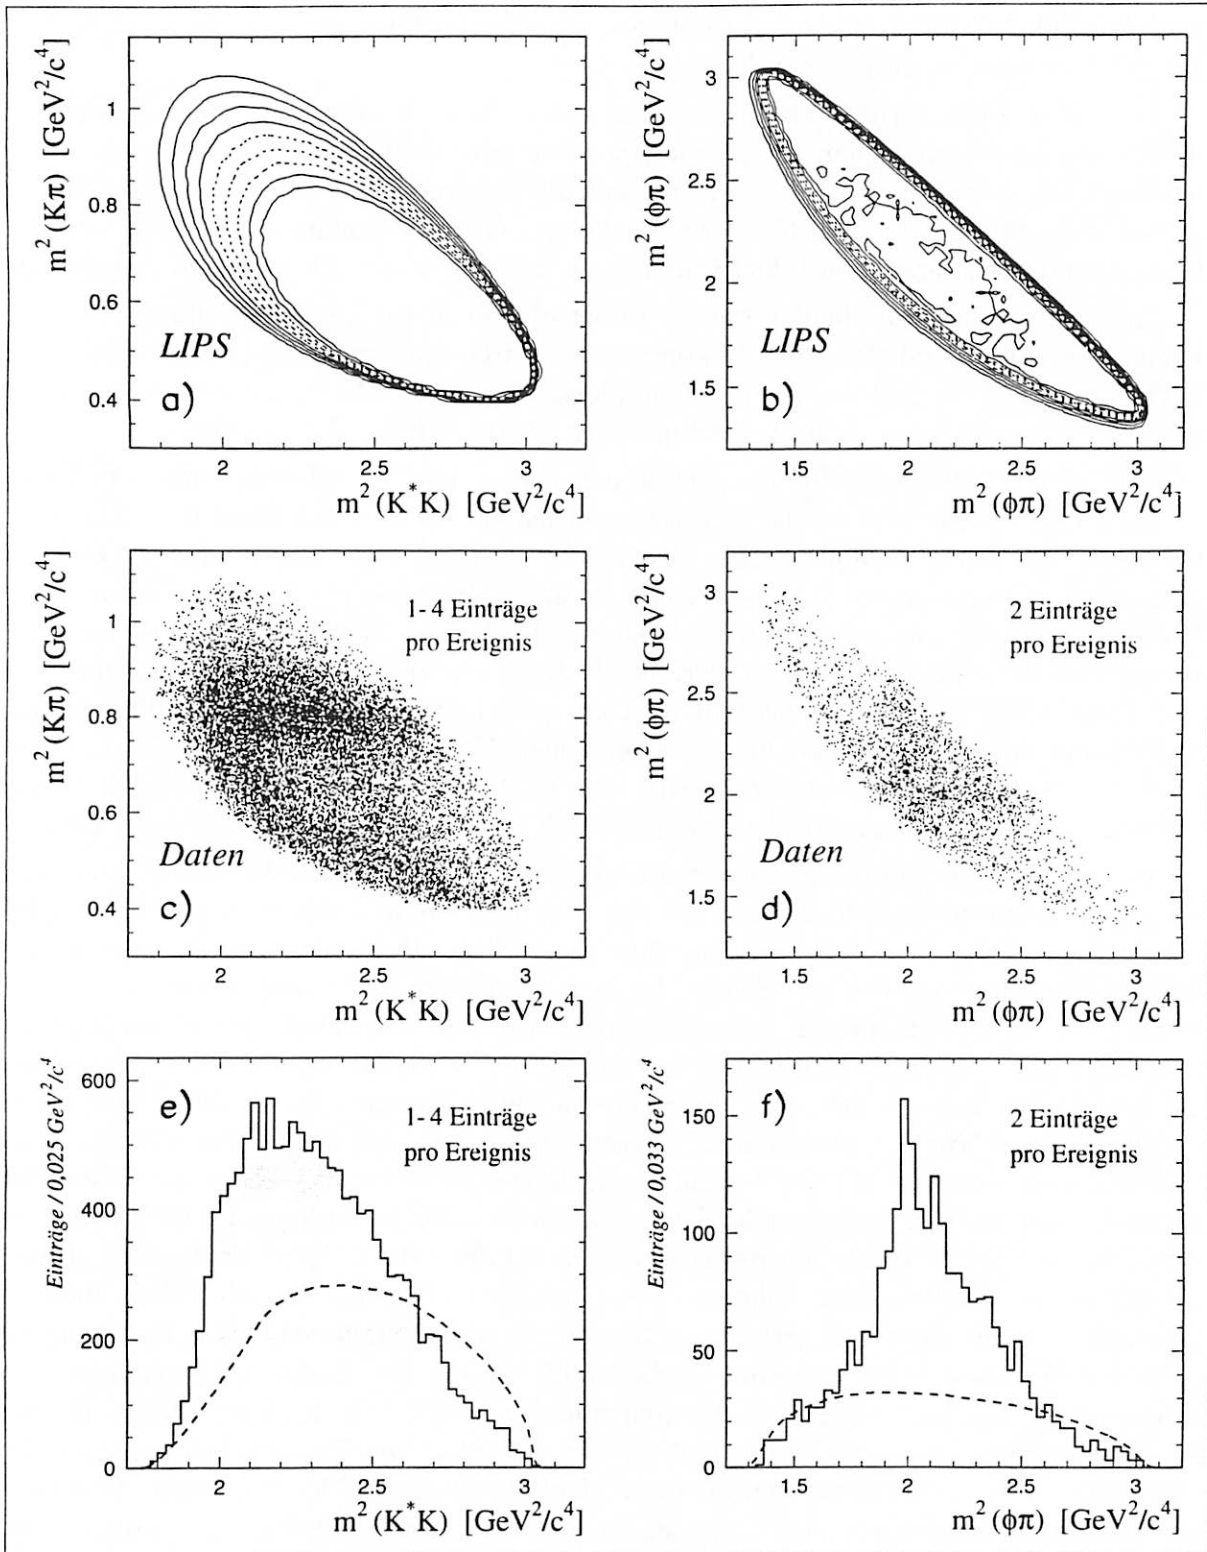 m² (Kπ) [GeV²/c⁴]
1
0.8
0.6
0.4
LIPS
a)
2
2.5
3
m² (K*K) [GeV²/c⁴]
m² (ϕπ) [GeV²/c⁴]
3
2.5
2
1.5
LIPS
b)
1.5
2
2.5
3
m² (ϕπ) [GeV²/c⁴]
m² (Kπ) [GeV²/c⁴]
1
0.8
0.6
0.4
1-4 Einträge
pro Ereignis
Daten
c)
2
2.5
3
m² (K*K) [GeV²/c⁴]
m² (ϕπ) [GeV²/c⁴]
3
2.5
2
1.5
2 Einträge
pro Ereignis
Daten
d)
1.5
2
2.5
3
m² (ϕπ) [GeV²/c⁴]
Einträge / 0,025 GeV²/c⁴
600
400
200
0
e)
1-4 Einträge
pro Ereignis
2
2.5
3
m² (K*K) [GeV²/c⁴]
Einträge / 0,033 GeV²/c⁴
150
100
50
0
f)
2 Einträge
pro Ereignis
1.5
2
2.5
3
m² (ϕπ) [GeV²/c⁴]